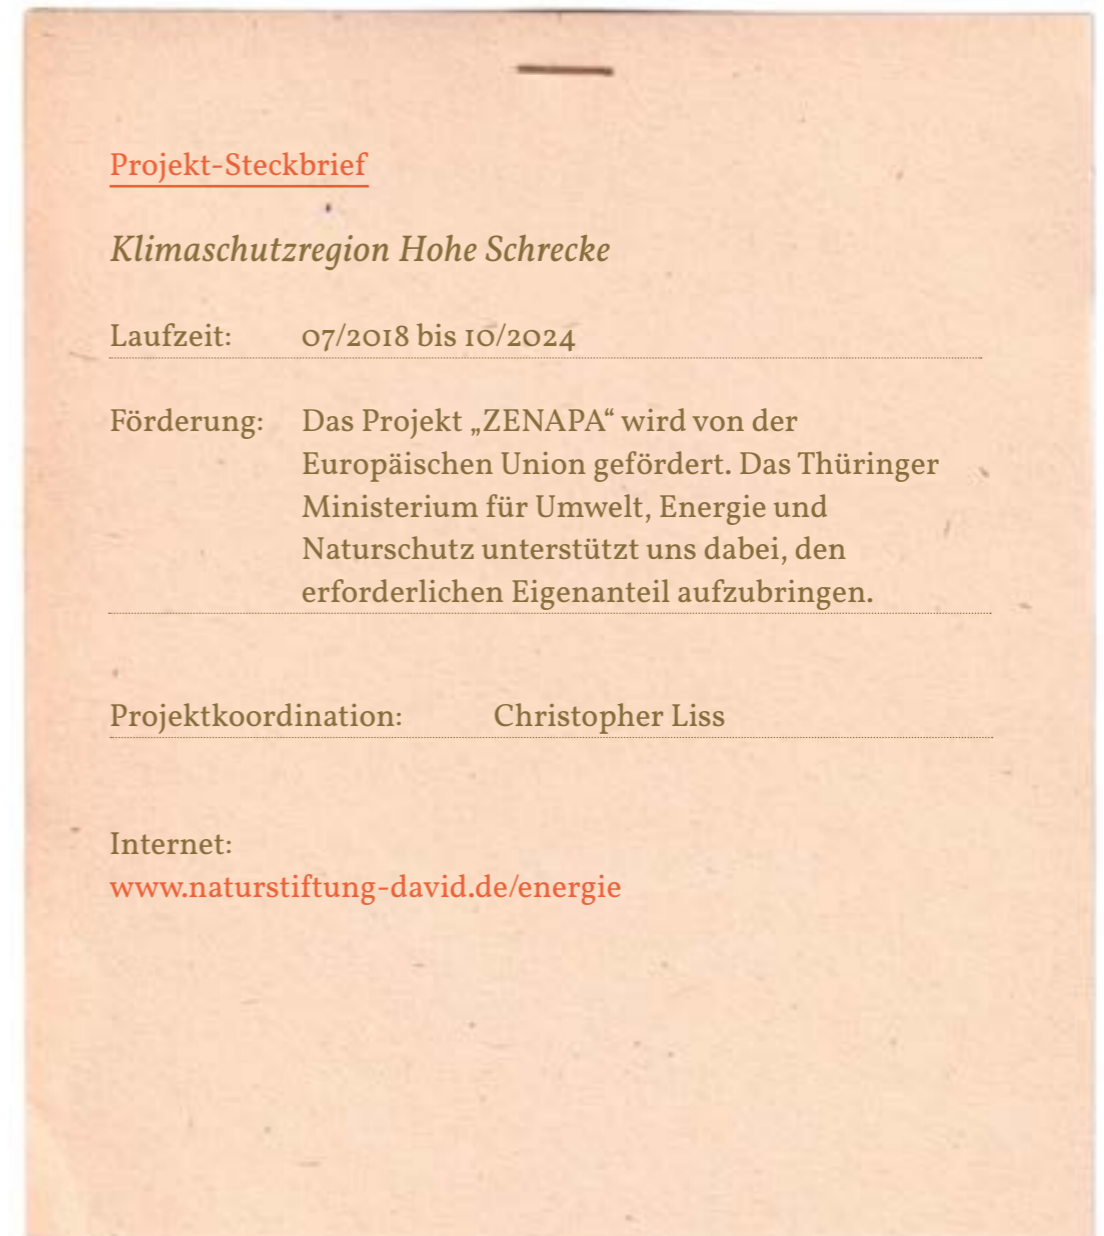 Projekt-Steckbrief
Klimaschutzregion Hohe Schrecke
Laufzeit: 07/2018 bis 10/2024
Förderung: Das Projekt „ZENAPA“ wird von der
Europäischen Union gefördert. Das Thüringer
Ministerium für Umwelt, Energie und
Naturschutz unterstützt uns dabei, den
erforderlichen Eigenanteil aufzubringen.
Projektkoordination: Christopher Liss
Internet:
www.naturstiftung-david.de/energie